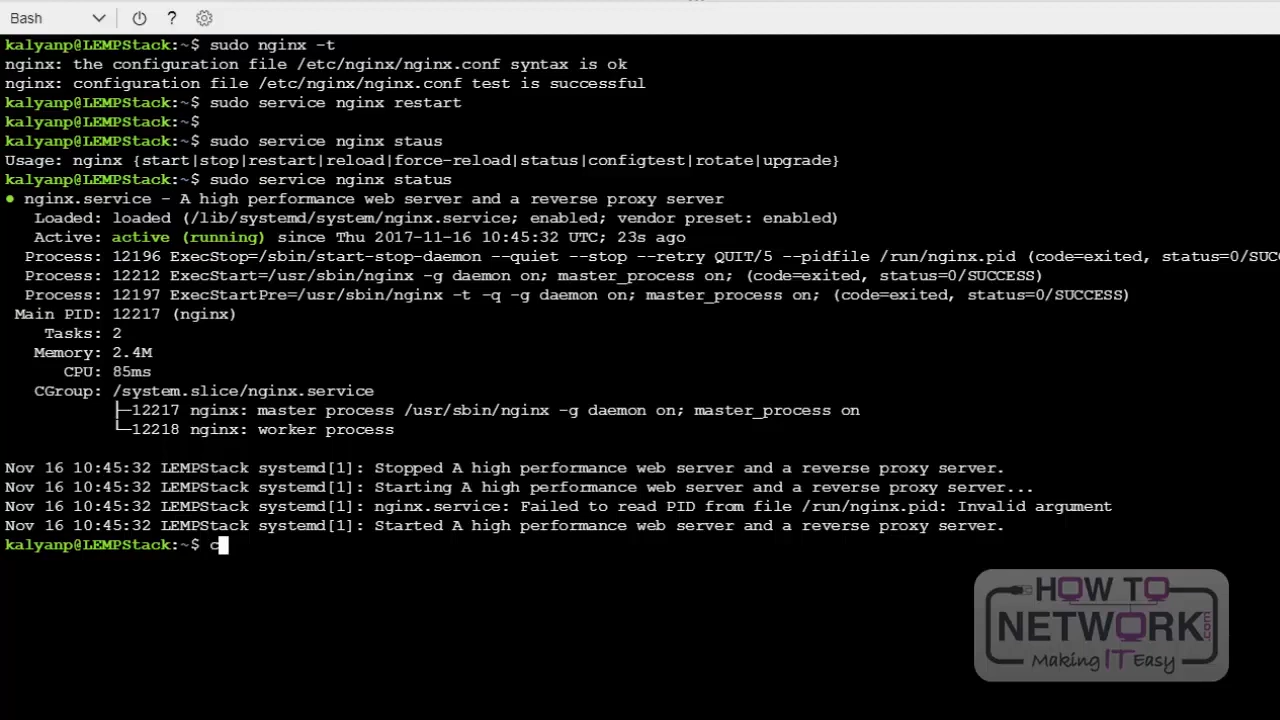 Bash
?
kalyanp@LEMPStack:~$ sudo nginx -t
nginx: the configuration file /etc/nginx/nginx.conf syntax is ok
nginx: configuration file /etc/nginx/nginx.conf test is successful
kalyanp@LEMPStack:~$ sudo service nginx restart
kalyanp@LEMPStack:~$
kalyanp@LEMPStack:~$ sudo service nginx staus
Usage: nginx {start|stop|restart|reload|force-reload|status|configtest|rotate|upgrade}
kalyanp@LEMPStack:~$ sudo service nginx status
● nginx.service - A high performance web server and a reverse proxy server
Loaded: loaded (/lib/systemd/system/nginx.service; enabled; vendor preset: enabled)
Active: active (running) since Thu 2017-11-16 10:45:32 UTC; 23s ago
Process: 12196 ExecStop=/sbin/start-stop-daemon --quiet --stop --retry QUIT/5 --pidfile /run/nginx.pid (code=exited, status=0/SUC
Process: 12212 ExecStart=/usr/sbin/nginx -g daemon on; master_process on; (code=exited, status=0/SUCCESS)
Process: 12197 ExecStartPre=/usr/sbin/nginx -t -q -g daemon on; master_process on; (code=exited, status=0/SUCCESS)
Main PID: 12217 (nginx)
Tasks: 2
Memory: 2.4M
CPU: 85ms
CGroup: /system.slice/nginx.service
├─12217 nginx: master process /usr/sbin/nginx -g daemon on; master_process on
└─12218 nginx: worker process
Nov 16 10:45:32 LEMPStack systemd[1]: Stopped A high performance web server and a reverse proxy server.
Nov 16 10:45:32 LEMPStack systemd[1]: Starting A high performance web server and a reverse proxy server...
Nov 16 10:45:32 LEMPStack systemd[1]: nginx.service: Failed to read PID from file /run/nginx.pid: Invalid argument
Nov 16 10:45:32 LEMPStack systemd[1]: Started A high performance web server and a reverse proxy server.
kalyanp@LEMPStack:~$ c
HOW TO
NETWORK.com
Making IT Easy